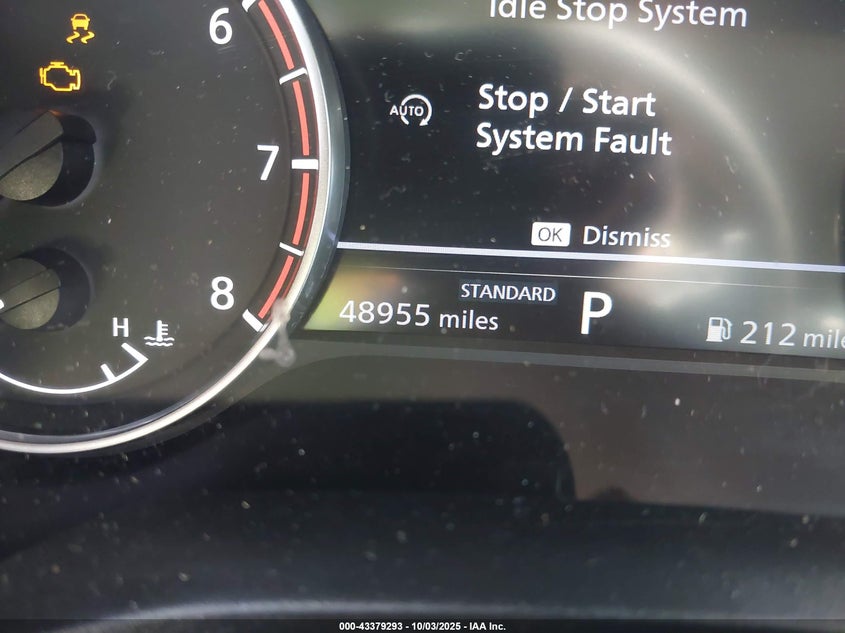 Idle Stop System
6
AUTO
Stop / Start
System Fault
7
OK Dismiss
8
STANDARD
48955 miles
P
212 mile
H
000-43379293 - 10/03/2025 - IAA Inc.